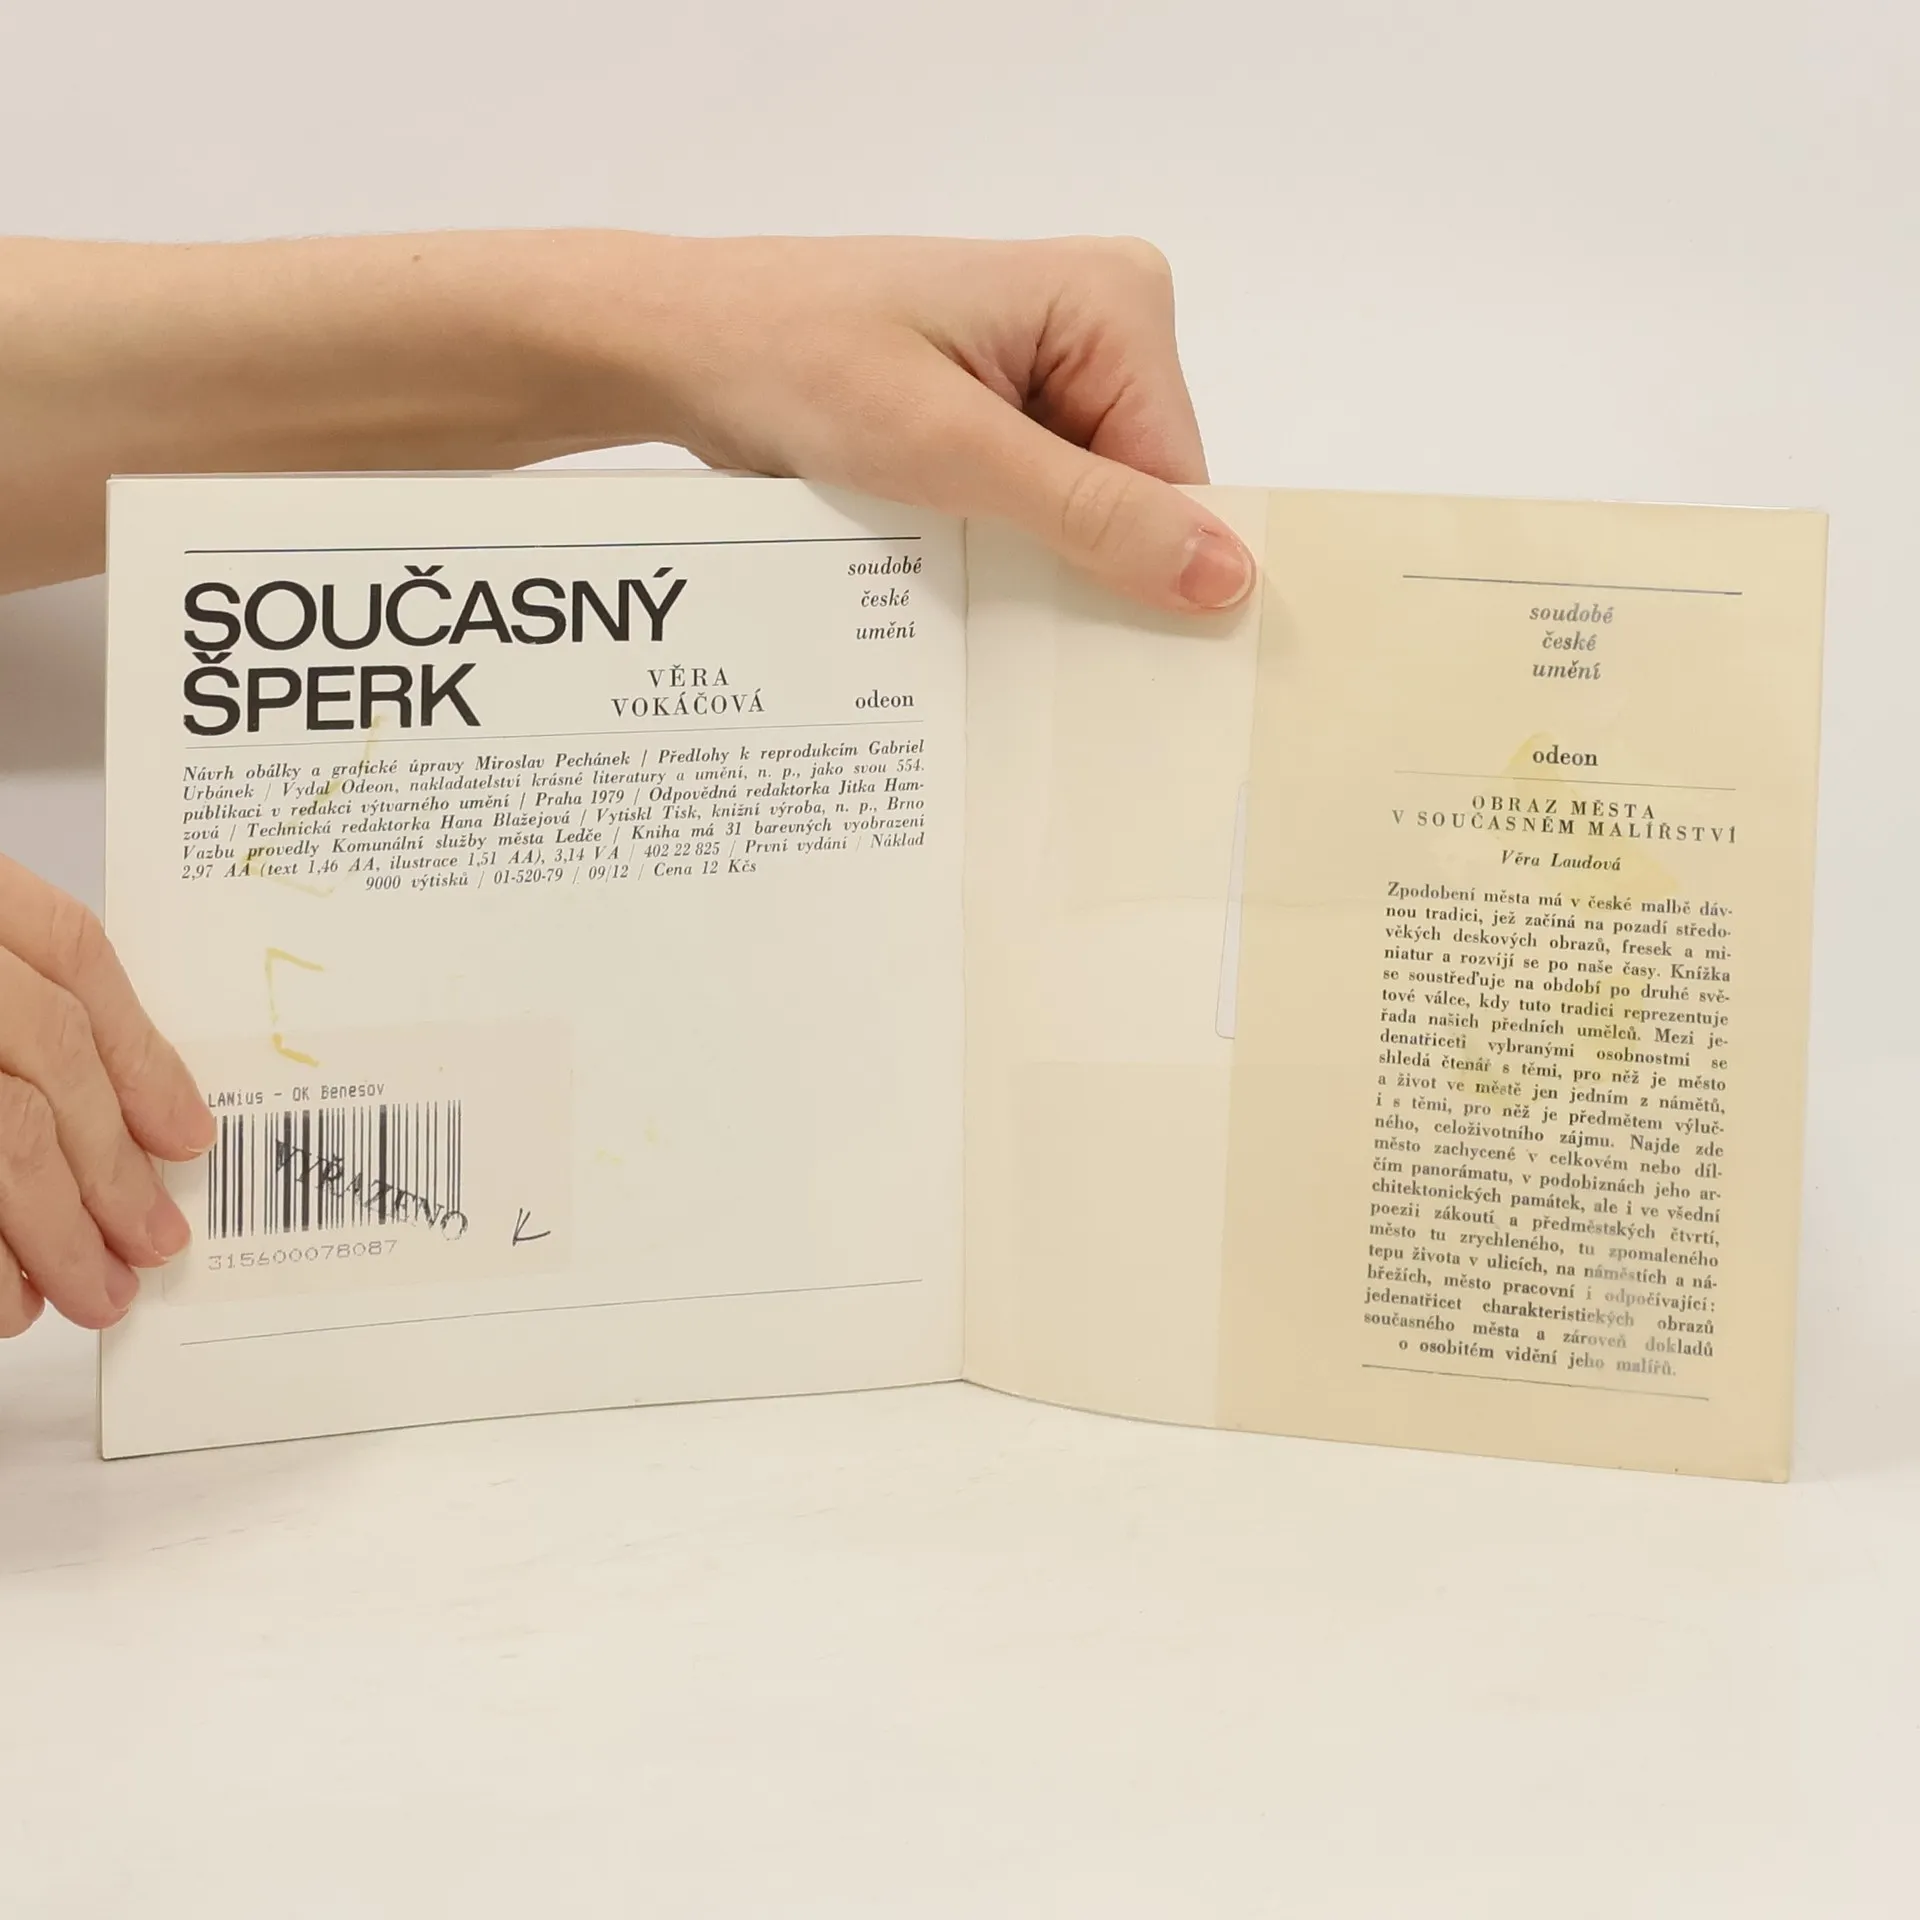 SOUČASNÝ
ŠPERK
VĚRA
VOKÁČOVÁ
soudobé
české
umění
odeon
Návrh obálky a grafické úpravy Miroslav Pechánek / Předlohy k reprodukcím Gabriel
Urbánek / Vydal Odeon, nakladatelství krásné literatury a umění, n. p., jako svou 554.
publikaci v redakci výtvarného umění / Praha 1979 / Odpovědná redaktorka Jitka Ham-
zová / Technická redaktorka Hana Blažejová / Vytiskl Tisk, knižní výroba, n. p., Brno
Vazbu provedly Komunální služby města Ledče / Kniha má 31 barevných vyobrazení
2,97 AA (text 1,46 AA, ilustrace 1,51 AA), 3,14 VA / 402 22 825 / První vydání / Náklad
9000 výtisků / 01-520-79 / 09/12 / Cena 12 Kčs
LANius - OK Benesov
VYŘAZENO
K
315600078087
soudobé
české
umění
odeon
OBRAZ MĚSTA
V SOUČASNÉM MALÍŘSTVÍ
Věra Laudová
Zpodobení města má v české malbě dáv-
nou tradici, jež začíná na pozadí středo-
věkých deskových obrazů, fresek a mi-
niatur a rozvíjí se po naše časy. Knížka
se soustřeďuje na období po druhé svě-
tové válce, kdy tuto tradici reprezentuje
řada našich předních umělců. Mezi je-
denatřiceti vybranými osobnostmi se
shledá čtenář s těmi, pro něž je město
a život ve městě jen jedním z námětů,
i s těmi, pro něž je předmětem výluč-
ného, celoživotního zájmu. Najde zde
město zachycené v celkovém nebo díl-
čím panorámatu, v podobiznách jeho ar-
chitektonických památek, ale i ve všední
poezii zákoutí a předměstských čtvrtí,
město tu zrychleného, tu zpomaleného
tepu života v ulicích, na náměstích a ná-
břežích, město pracovní i odpočívající:
jedenatřicet charakteristických obrazů
současného města a zároveň dokladů
o osobitém vidění jeho malířů.